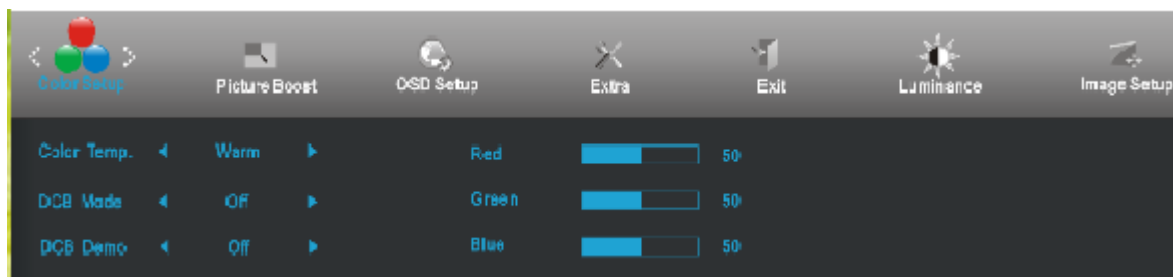 Color Setup Picture Boost OSD Setup Extra Exit Luminance Image Setup
Color Temp. Warm Red 50
DCB Mode Off Green 50
DCB Demo Off Blue 50